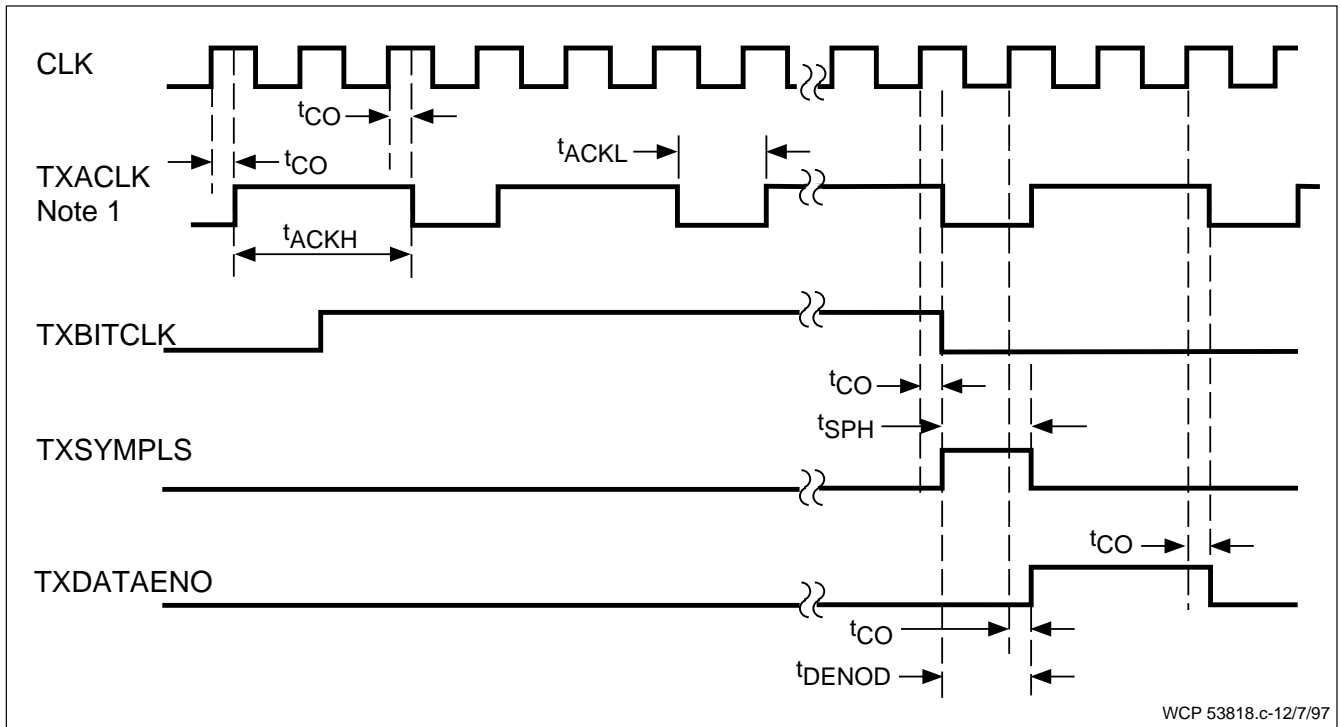 CLK
tCO
tCO
tACKL
TXACLK
Note 1
tACKH
TXBITCLK
tCO
tSPH
TXSYMPLS
tCO
TXDATAENO
tCO
tDENOD
WCP 53818.c-12/7/97